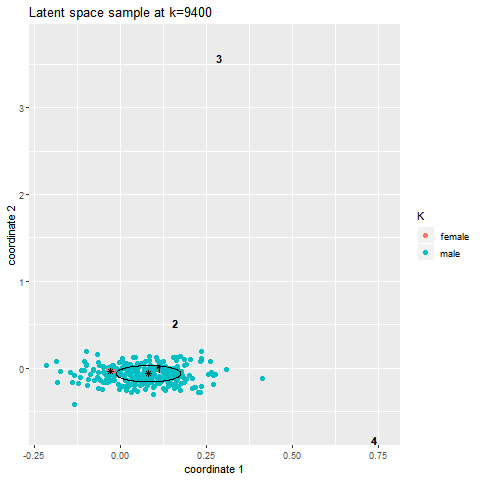 Latent space sample at k=9400
3
3
2
1
2
1
0
4
-0.25
0.00
0.25
0.50
0.75
coordinate 1
coordinate 2
K
female
male